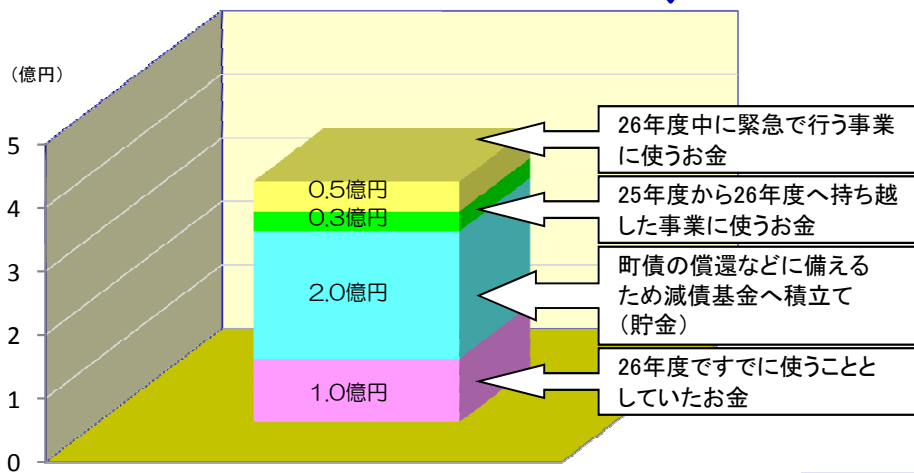 （億円）
5
4
3
2
1
0
0.5億円
0.3億円
2.0億円
1.0億円
26年度中に緊急で行う事業
に使うお金
25年度から26年度へ持ち越
した事業に使うお金
町債の償還などに備える
ため減債基金へ積立て
（貯金）
26年度ですでに使うことと
していたお金